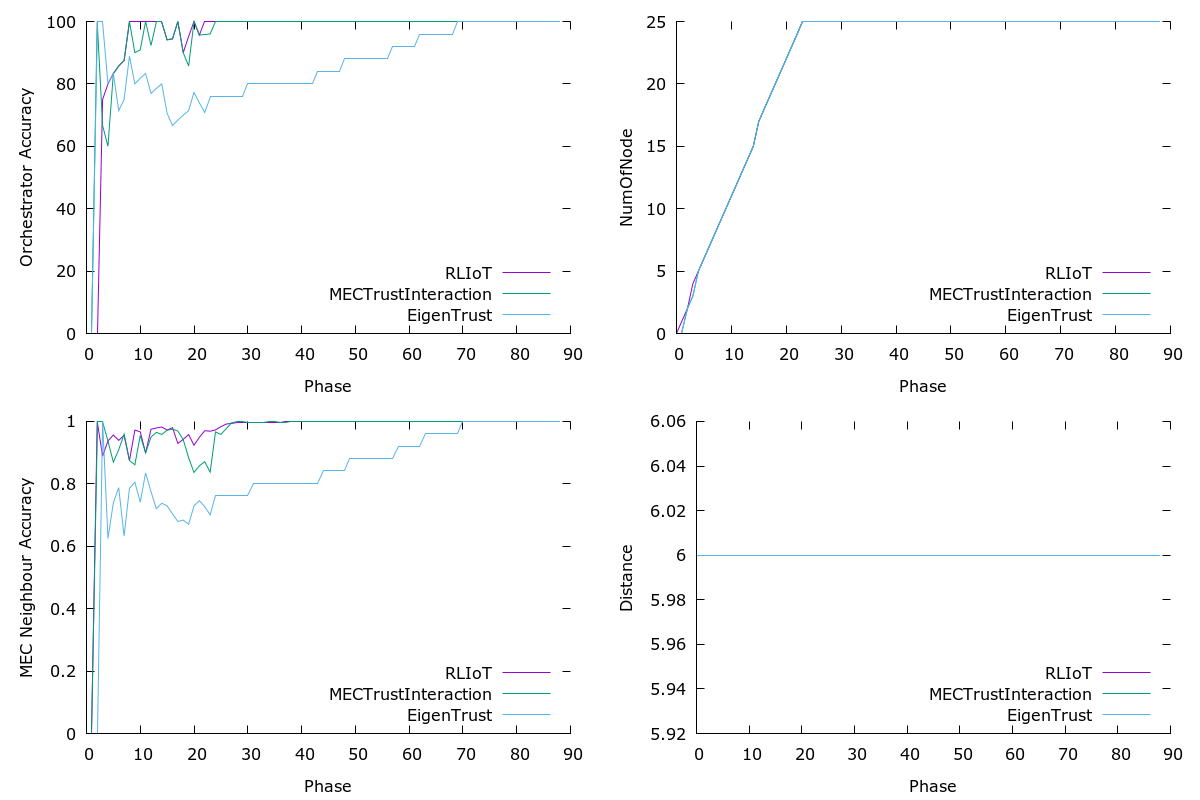 100
80
60
40
20
0
Orchestrator Accuracy
RLIoT
MECTrustInteraction
EigenTrust
0 10 20 30 40 50 60 70 80 90
Phase
25
20
15
10
5
0
NumOfNode
RLIoT
MECTrustInteraction
EigenTrust
0 10 20 30 40 50 60 70 80 90
Phase
1
0.8
0.6
0.4
0.2
0
MEC Neighbour Accuracy
RLIoT
MECTrustInteraction
EigenTrust
0 10 20 30 40 50 60 70 80 90
Phase
6.06
6.04
6.02
6
5.98
5.96
5.94
5.92
Distance
RLIoT
MECTrustInteraction
EigenTrust
0 10 20 30 40 50 60 70 80 90
Phase